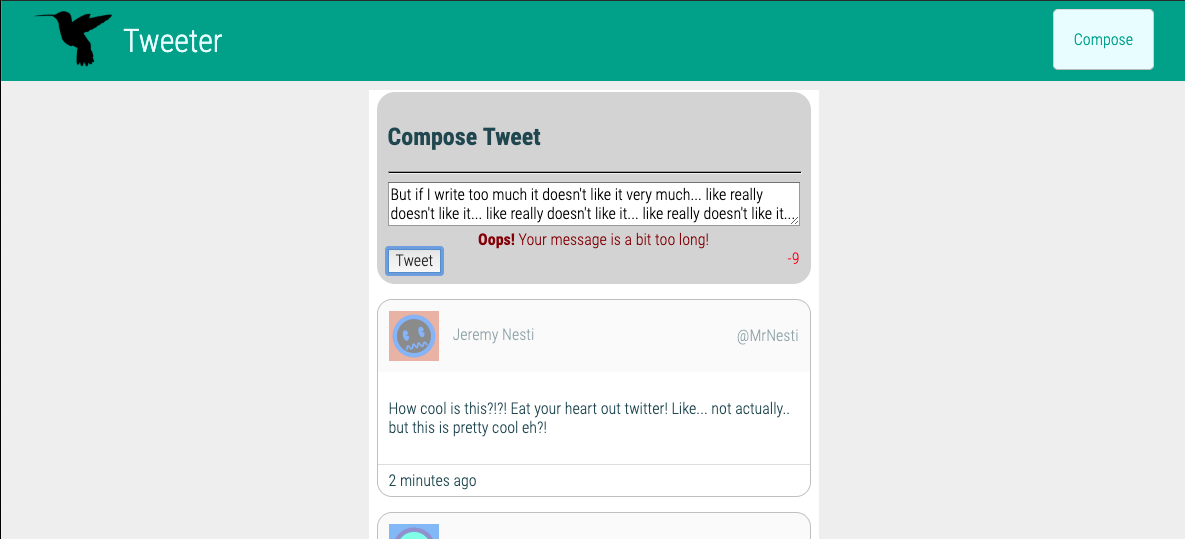 Tweeter
Compose
Compose Tweet
But if I write too much it doesn't like it very much... like really
doesn't like it... like really doesn't like it... like really doesn't like it...
Oops! Your message is a bit too long!
Tweet
-9
Jeremy Nesti
@MrNesti
How cool is this?!?! Eat your heart out twitter! Like... not actually..
but this is pretty cool eh?!
2 minutes ago